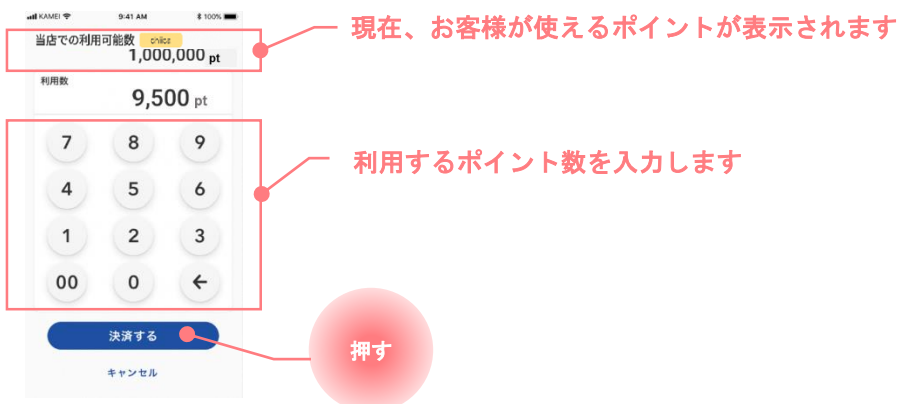 KAMEI 9:41 AM 100%
当店での利用可能数
1,000,000 pt
現在、お客様が使えるポイントが表示されます
利用数
9,500 pt
7 8 9
4 5 6
1 2 3
00 0 ←
利用するポイント数を入力します
決済する
押す
キャンセル